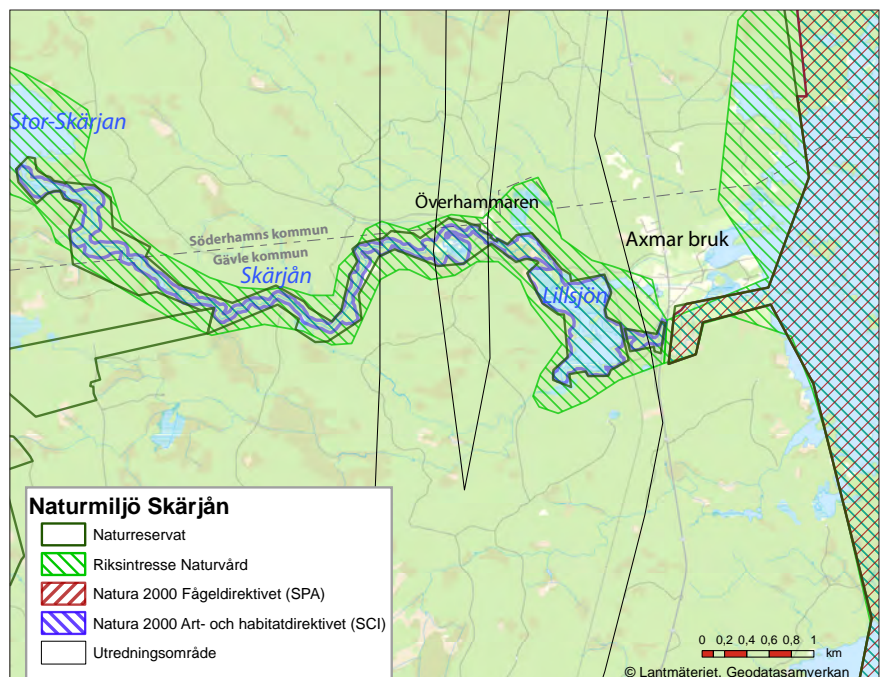 Stor-Skärjan
Överhammaren
Söderhamns kommun
Gävle kommun
Axmar bruk
Skärjån
Lillsjön
Naturmiljö Skärjån
Naturreservat
Riksintresse Naturvård
Natura 2000 Fågeldirektivet (SPA)
Natura 2000 Art- och habitatdirektivet (SCI)
Utredningsområde
0 0,2 0,4 0,6 0,8 1
km
© Lantmäteriet, Geodatasamverkan